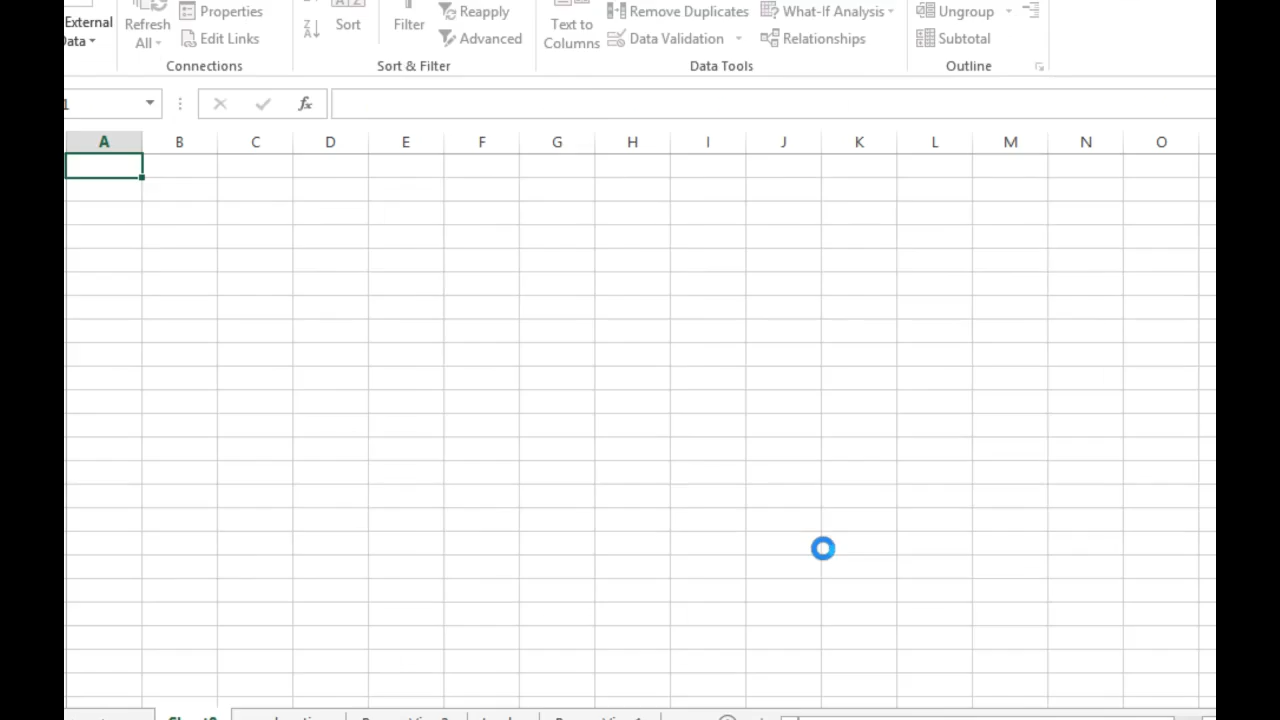 External
Data
Refresh
All
Properties
Edit Links
Connections
Sort
Filter
Reapply
Advanced
Sort & Filter
Text to
Columns
Remove Duplicates
Data Validation
What-If Analysis
Relationships
Data Tools
Ungroup
Subtotal
Outline
1
fx
A B C D E F G H I J K L M N O